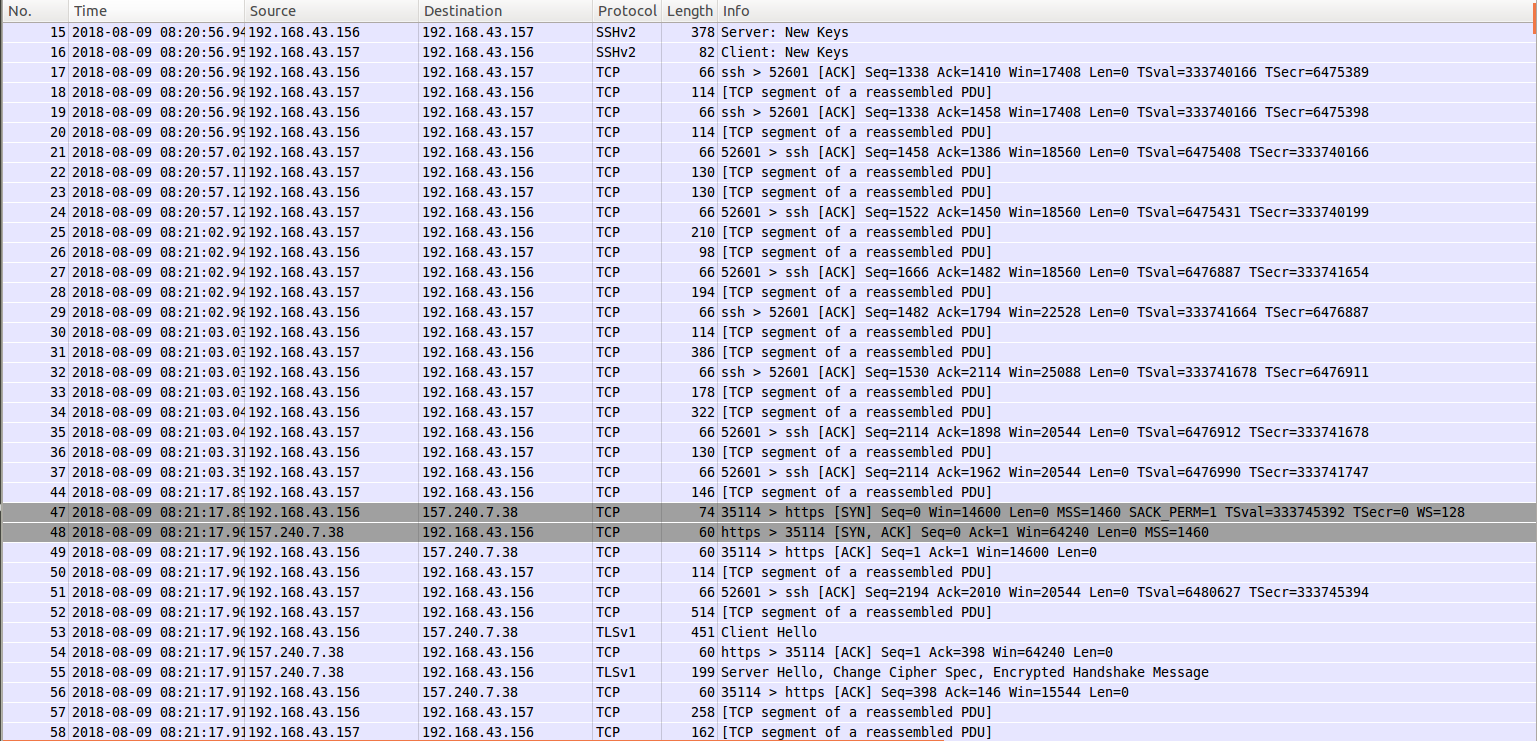 No. Time Source Destination Protocol Length Info
15 2018-08-09 08:20:56.94 192.168.43.156 192.168.43.157 SSHv2 378 Server: New Keys
16 2018-08-09 08:20:56.95 192.168.43.157 192.168.43.156 SSHv2 82 Client: New Keys
17 2018-08-09 08:20:56.98 192.168.43.156 192.168.43.157 TCP 66 ssh > 52601 [ACK] Seq=1338 Ack=1410 Win=17408 Len=0 TSval=333740166 TSecr=6475389
18 2018-08-09 08:20:56.98 192.168.43.157 192.168.43.156 TCP 114 [TCP segment of a reassembled PDU]
19 2018-08-09 08:20:56.98 192.168.43.156 192.168.43.157 TCP 66 ssh > 52601 [ACK] Seq=1338 Ack=1458 Win=17408 Len=0 TSval=333740166 TSecr=6475398
20 2018-08-09 08:20:56.99 192.168.43.156 192.168.43.157 TCP 114 [TCP segment of a reassembled PDU]
21 2018-08-09 08:20:57.02 192.168.43.157 192.168.43.156 TCP 66 52601 > ssh [ACK] Seq=1458 Ack=1386 Win=18560 Len=0 TSval=6475408 TSecr=333740166
22 2018-08-09 08:20:57.11 192.168.43.157 192.168.43.156 TCP 130 [TCP segment of a reassembled PDU]
23 2018-08-09 08:20:57.12 192.168.43.156 192.168.43.157 TCP 130 [TCP segment of a reassembled PDU]
24 2018-08-09 08:20:57.12 192.168.43.157 192.168.43.156 TCP 66 52601 > ssh [ACK] Seq=1522 Ack=1450 Win=18560 Len=0 TSval=6475431 TSecr=333740199
25 2018-08-09 08:21:02.92 192.168.43.157 192.168.43.156 TCP 210 [TCP segment of a reassembled PDU]
26 2018-08-09 08:21:02.94 192.168.43.156 192.168.43.157 TCP 98 [TCP segment of a reassembled PDU]
27 2018-08-09 08:21:02.94 192.168.43.157 192.168.43.156 TCP 66 52601 > ssh [ACK] Seq=1666 Ack=1482 Win=18560 Len=0 TSval=6476887 TSecr=333741654
28 2018-08-09 08:21:02.94 192.168.43.157 192.168.43.156 TCP 194 [TCP segment of a reassembled PDU]
29 2018-08-09 08:21:02.98 192.168.43.156 192.168.43.157 TCP 66 ssh > 52601 [ACK] Seq=1482 Ack=1794 Win=22528 Len=0 TSval=333741664 TSecr=6476887
30 2018-08-09 08:21:03.03 192.168.43.156 192.168.43.157 TCP 114 [TCP segment of a reassembled PDU]
31 2018-08-09 08:21:03.03 192.168.43.157 192.168.43.156 TCP 386 [TCP segment of a reassembled PDU]
32 2018-08-09 08:21:03.03 192.168.43.156 192.168.43.157 TCP 66 ssh > 52601 [ACK] Seq=1530 Ack=2114 Win=25088 Len=0 TSval=333741678 TSecr=6476911
33 2018-08-09 08:21:03.03 192.168.43.156 192.168.43.157 TCP 178 [TCP segment of a reassembled PDU]
34 2018-08-09 08:21:03.04 192.168.43.156 192.168.43.157 TCP 322 [TCP segment of a reassembled PDU]
35 2018-08-09 08:21:03.04 192.168.43.157 192.168.43.156 TCP 66 52601 > ssh [ACK] Seq=2114 Ack=1898 Win=20544 Len=0 TSval=6476912 TSecr=333741678
36 2018-08-09 08:21:03.31 192.168.43.156 192.168.43.157 TCP 130 [TCP segment of a reassembled PDU]
37 2018-08-09 08:21:03.35 192.168.43.157 192.168.43.156 TCP 66 52601 > ssh [ACK] Seq=2114 Ack=1962 Win=20544 Len=0 TSval=6476990 TSecr=333741747
44 2018-08-09 08:21:17.89 192.168.43.157 192.168.43.156 TCP 146 [TCP segment of a reassembled PDU]
47 2018-08-09 08:21:17.89 192.168.43.156 157.240.7.38 TCP 74 35114 > https [SYN] Seq=0 Win=14600 Len=0 MSS=1460 SACK_PERM=1 TSval=333745392 TSecr=0 WS=128
48 2018-08-09 08:21:17.90 157.240.7.38 192.168.43.156 TCP 60 https > 35114 [SYN, ACK] Seq=0 Ack=1 Win=64240 Len=0 MSS=1460
49 2018-08-09 08:21:17.90 192.168.43.156 157.240.7.38 TCP 60 35114 > https [ACK] Seq=1 Ack=1 Win=14600 Len=0
50 2018-08-09 08:21:17.90 192.168.43.156 192.168.43.157 TCP 114 [TCP segment of a reassembled PDU]
51 2018-08-09 08:21:17.90 192.168.43.157 192.168.43.156 TCP 66 52601 > ssh [ACK] Seq=2194 Ack=2010 Win=20544 Len=0 TSval=6480627 TSecr=333745394
52 2018-08-09 08:21:17.90 192.168.43.157 192.168.43.156 TCP 514 [TCP segment of a reassembled PDU]
53 2018-08-09 08:21:17.90 192.168.43.156 157.240.7.38 TLSv1 451 Client Hello
54 2018-08-09 08:21:17.90 157.240.7.38 192.168.43.156 TCP 60 https > 35114 [ACK] Seq=1 Ack=398 Win=64240 Len=0
55 2018-08-09 08:21:17.91 157.240.7.38 192.168.43.156 TLSv1 199 Server Hello, Change Cipher Spec, Encrypted Handshake Message
56 2018-08-09 08:21:17.91 192.168.43.156 157.240.7.38 TCP 60 35114 > https [ACK] Seq=398 Ack=146 Win=15544 Len=0
57 2018-08-09 08:21:17.91 192.168.43.156 192.168.43.157 TCP 258 [TCP segment of a reassembled PDU]
58 2018-08-09 08:21:17.91 192.168.43.157 192.168.43.156 TCP 162 [TCP segment of a reassembled PDU]